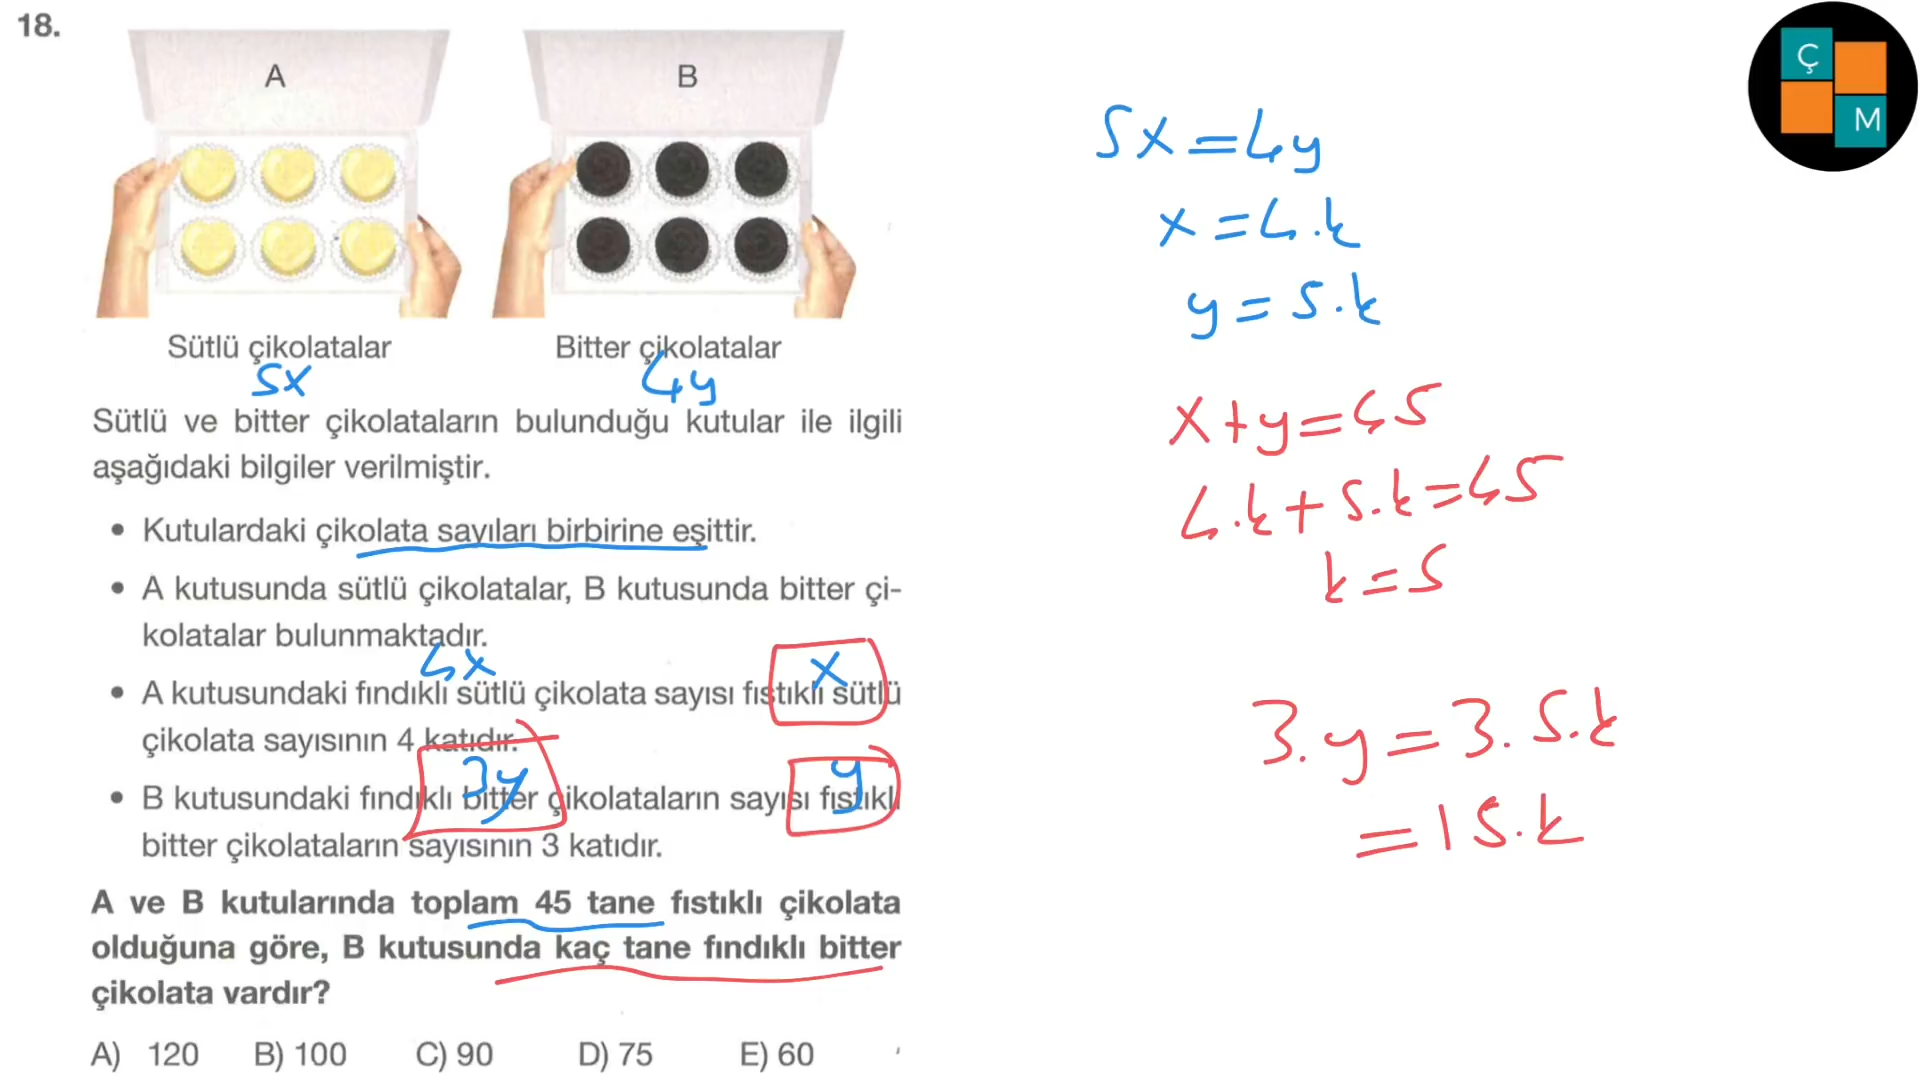 18.
A
B
Sütlü çikolatalar
Bitter çikolatalar
5x
4y
Sütlü ve bitter çikolataların bulunduğu kutular ile ilgili
aşağıdaki bilgiler verilmiştir.
• Kutulardaki çikolata sayıları birbirine eşittir.
• A kutusunda sütlü çikolatalar, B kutusunda bitter çi-
kolatalar bulunmaktadır.
4x
x
• A kutusundaki fındıklı sütlü çikolata sayısı fıstıklı sütlü
çikolata sayısının 4 katıdır.
3y
y
• B kutusundaki fındıklı bitter çikolataların sayısı fıstıklı
bitter çikolataların sayısının 3 katıdır.
A ve B kutularında toplam 45 tane fıstıklı çikolata
olduğuna göre, B kutusunda kaç tane fındıklı bitter
çikolata vardır?
A) 120 B) 100 C) 90 D) 75 E) 60
5x=4y
x=4.k
y=5.k
x+y=45
4.k+5.k=45
k=5
3.y=3.5.k
=15.k
Ç
M